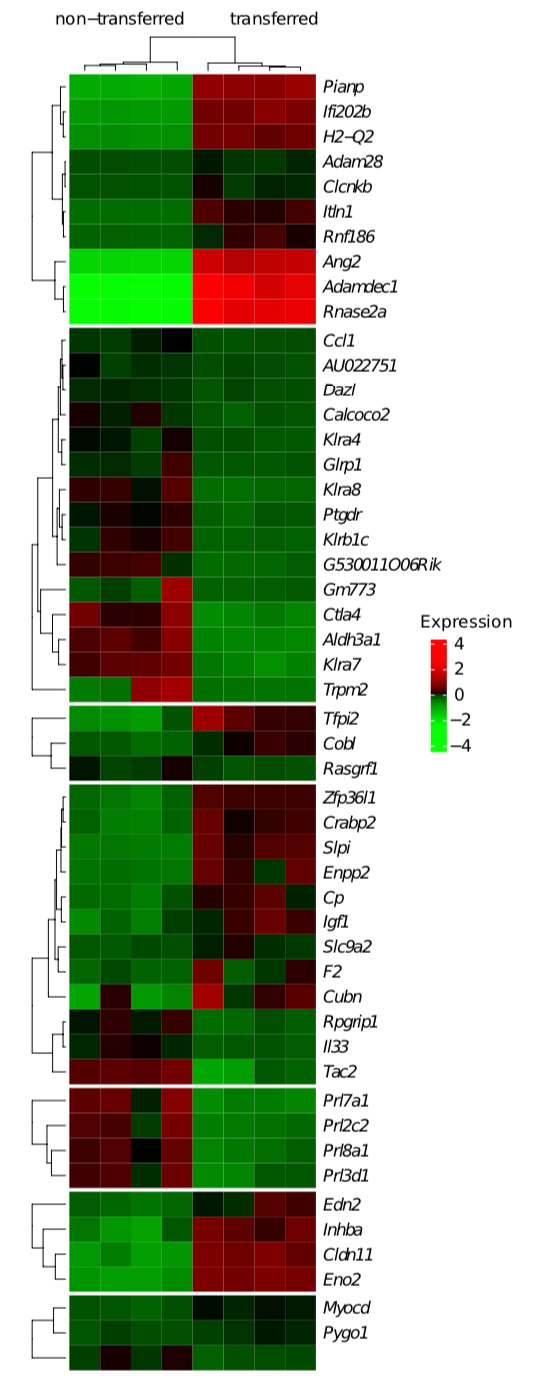 non−transferred transferred
Pianp
Ifi202b
H2−Q2
Adam28
Clcnkb
Itln1
Rnf186
Ang2
Adamdec1
Rnase2a
Ccl1
AU022751
Dazl
Calcoco2
Klra4
Glrp1
Klra8
Ptgdr
Klrb1c
G530011O06Rik
Gm773
Ctla4
Aldh3a1
Klra7
Trpm2
Tfpi2
Cobl
Rasgrf1
Zfp36l1
Crabp2
Slpi
Enpp2
Cp
Igf1
Slc9a2
F2
Cubn
Rpgrip1
Il33
Tac2
Prl7a1
Prl2c2
Prl8a1
Prl3d1
Edn2
Inhba
Cldn11
Eno2
Myocd
Pygo1
Expression
4
2
0
−2
−4